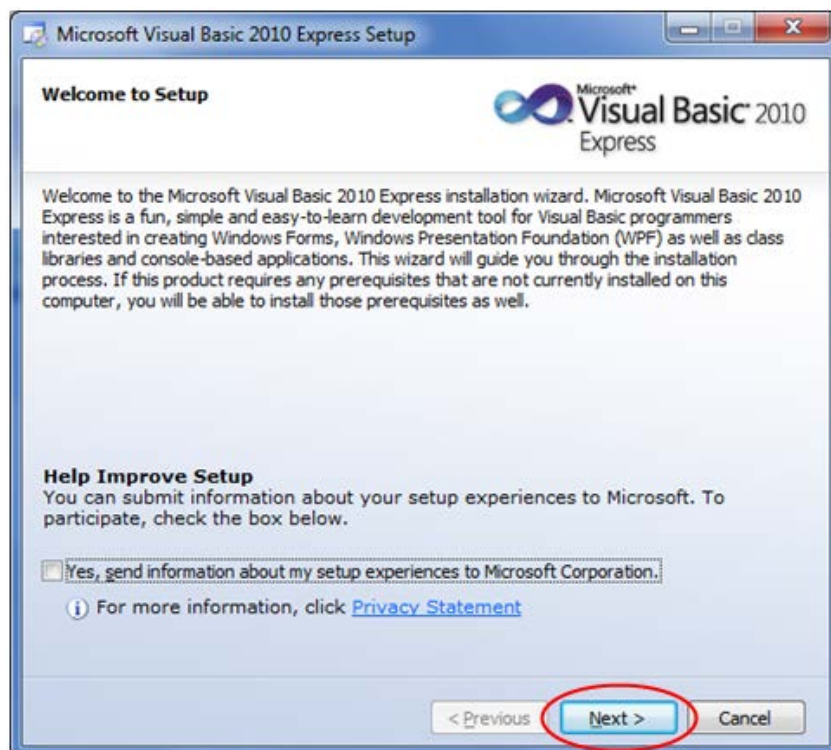 Microsoft Visual Basic 2010 Express Setup
Welcome to Setup
Microsoft®
Visual Basic® 2010
Express
Welcome to the Microsoft Visual Basic 2010 Express installation wizard. Microsoft Visual Basic 2010
Express is a fun, simple and easy-to-learn development tool for Visual Basic programmers
interested in creating Windows Forms, Windows Presentation Foundation (WPF) as well as class
libraries and console-based applications. This wizard will guide you through the installation
process. If this product requires any prerequisites that are not currently installed on this
computer, you will be able to install those prerequisites as well.
Help Improve Setup
You can submit information about your setup experiences to Microsoft. To
participate, check the box below.
Yes, send information about my setup experiences to Microsoft Corporation.
For more information, click Privacy Statement
< Previous Next > Cancel